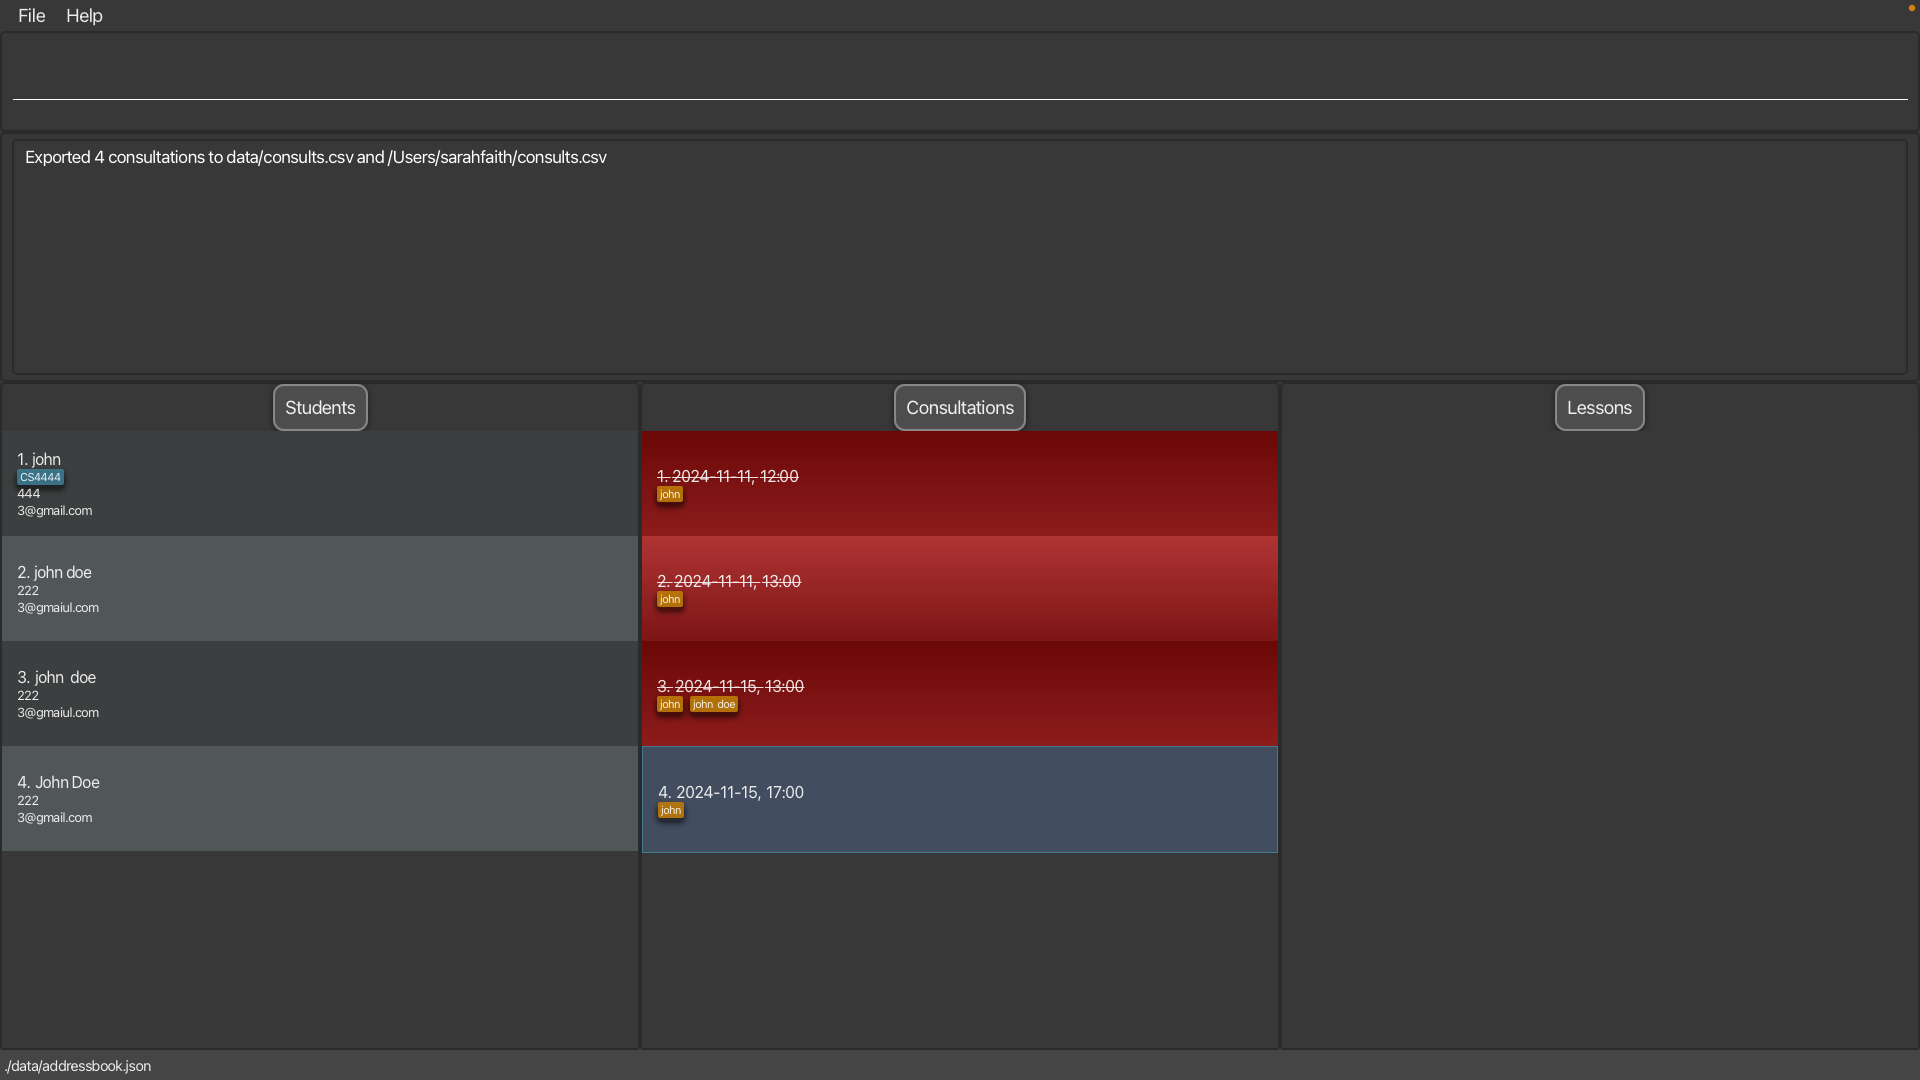 File Help
Exported 4 consultations to data/consults.csv and /Users/sarahfaith/consults.csv
Students
1. john
CS4444
444
3@gmail.com
2. john doe
222
3@gmaiul.com
3. john  doe
222
3@gmaiul.com
4. John Doe
222
3@gmail.com
Consultations
1. 2024-11-11, 12:00
john
2. 2024-11-11, 13:00
john
3. 2024-11-15, 13:00
john john  doe
4. 2024-11-15, 17:00
john
Lessons
./data/addressbook.json